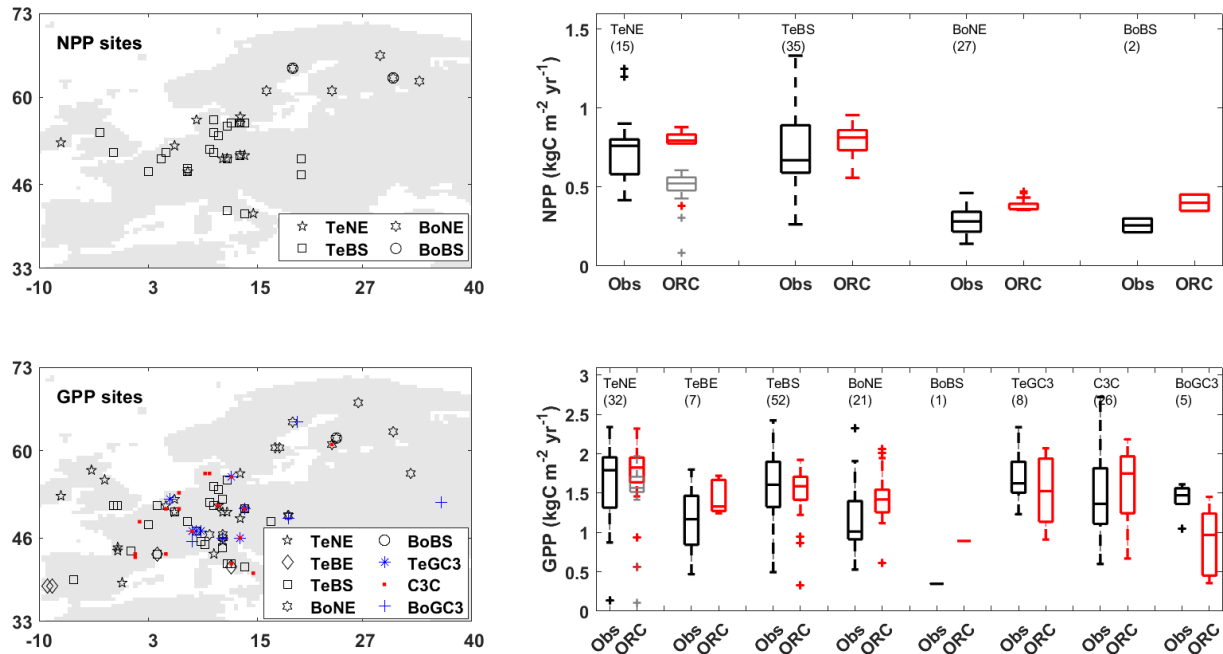 73
60
46
33
-10
3
15
27
40
NPP sites
TeNE
BoNE
TeBS
BoBS
1.5
1
0.5
0
NPP (kgC m-2 yr-1)
TeNE
(15)
TeBS
(35)
BoNE
(27)
BoBS
(2)
Obs ORC Obs ORC Obs ORC Obs ORC
73
60
46
33
-10
3
15
27
40
GPP sites
TeNE
BoBS
TeBE
TeGC3
TeBS
C3C
BoNE
BoGC3
3
2.5
2
1.5
1
0.5
0
GPP (kgC m-2 yr-1)
TeNE
(32)
TeBE
(7)
TeBS
(52)
BoNE
(21)
BoBS
(1)
TeGC3
(8)
C3C
(26)
BoGC3
(5)
Obs ORC Obs ORC Obs ORC Obs ORC Obs ORC Obs ORC Obs ORC Obs ORC